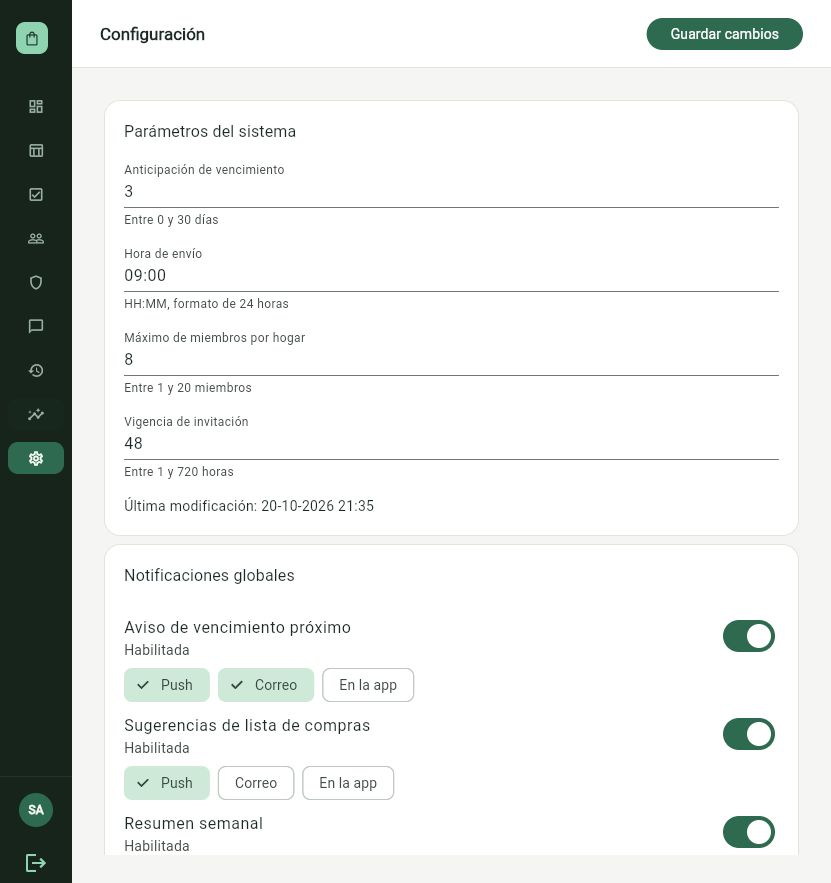 Configuración
Guardar cambios
Parámetros del sistema
Anticipación de vencimiento
3
Entre 0 y 30 días
Hora de envío
09:00
HH:MM, formato de 24 horas
Máximo de miembros por hogar
8
Entre 1 y 20 miembros
Vigencia de invitación
48
Entre 1 y 720 horas
Última modificación: 20-10-2026 21:35
Notificaciones globales
Aviso de vencimiento próximo
Habilitada
Push Correo En la app
Sugerencias de lista de compras
Habilitada
Push Correo En la app
Resumen semanal
Habilitada
SA